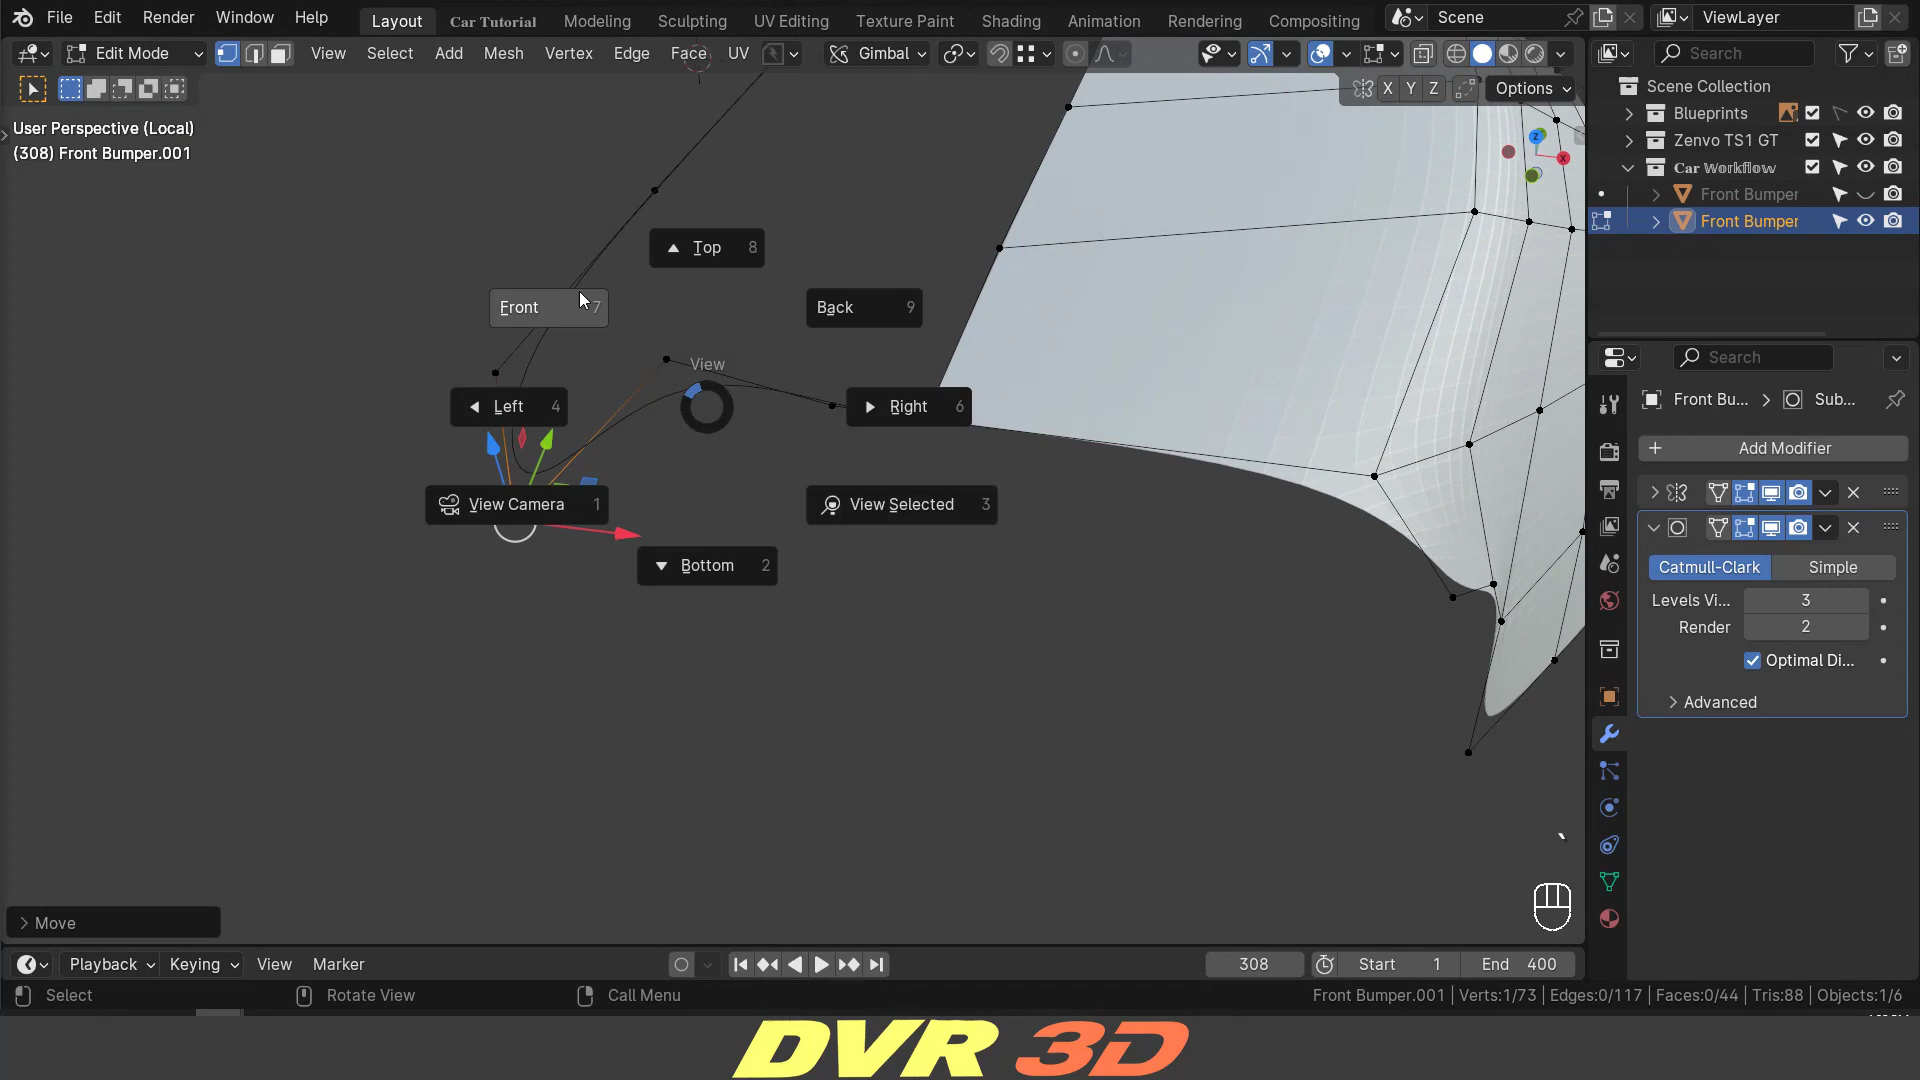 File Edit Render Window Help Layout Car Tutorial Modeling Sculpting UV Editing Texture Paint Shading Animation Rendering Compositing Scene ViewLayer
Edit Mode View Select Add Mesh Vertex Edge Face UV Gimbal Search
X Y Z Options
User Perspective (Local)
(308) Front Bumper.001
Scene Collection
Blueprints
Zenvo TS1 GT
Car Workflow
Front Bumper
Front Bumper
Top 8
Front 7
Back 9
View
Left 4
Right 6
View Camera 1
View Selected 3
Bottom 2
Z
X
Search
Front Bu... > Sub...
+ Add Modifier
Catmull-Clark Simple
Levels Vi... 3
Render 2
Optimal Di...
Advanced
Move
Playback Keying View Marker 308 Start 1 End 400
Select Rotate View Call Menu Front Bumper.001 | Verts:1/73 | Edges:0/117 | Faces:0/44 | Tris:88 | Objects:1/6
DVR 3D